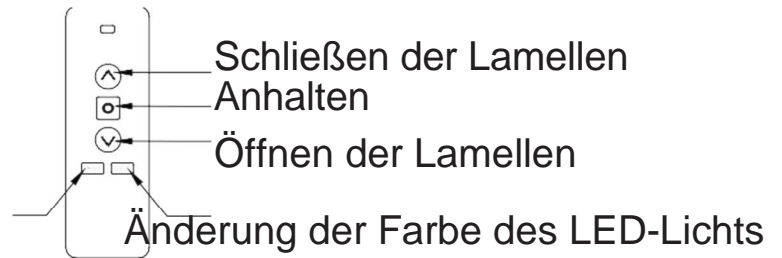 Schließen der Lamellen
Anhalten
Öffnen der Lamellen
Änderung der Farbe des LED-Lichts